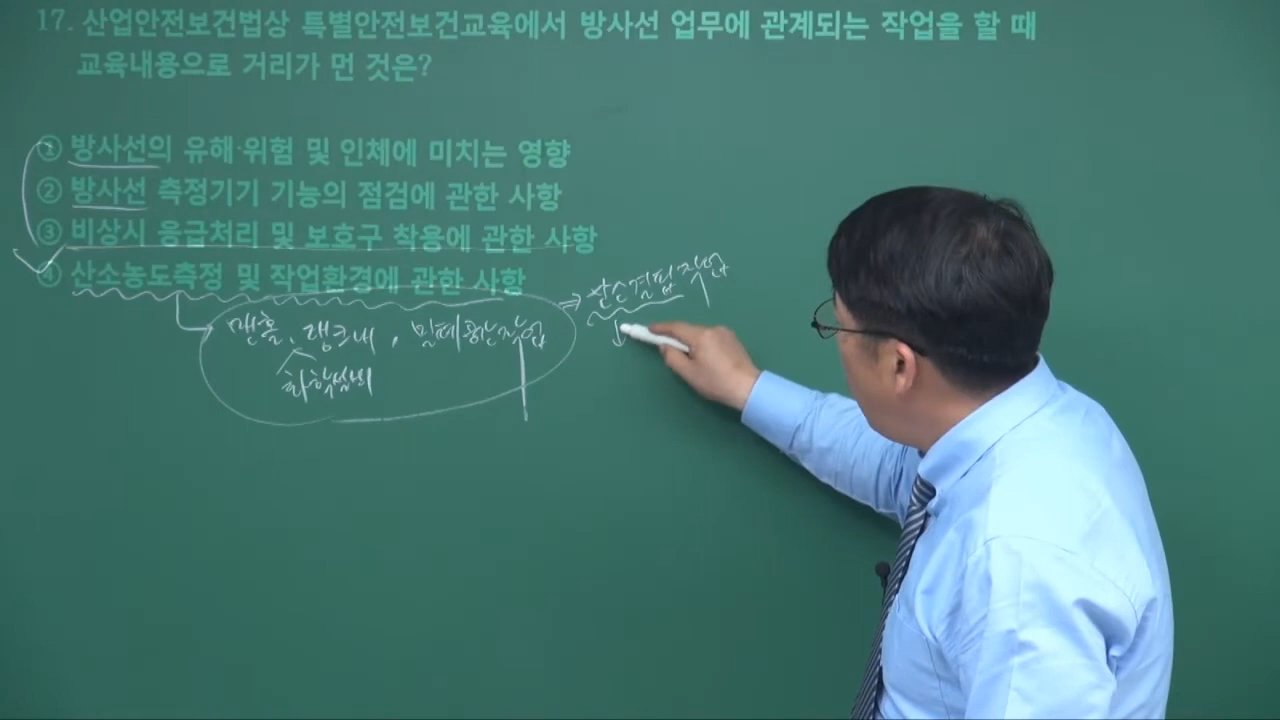 17. 산업안전보건법상 특별안전보건교육에서 방사선 업무에 관계되는 작업을 할 때
교육내용으로 거리가 먼 것은?
① 방사선의 유해·위험 및 인체에 미치는 영향
② 방사선 측정기기 기능의 점검에 관한 사항
③ 비상시 응급처리 및 보호구 착용에 관한 사항
④ 산소농도측정 및 작업환경에 관한 사항
⇒ 산소결핍작업
맨홀, 탱크내, 밀폐공간작업
화학설비